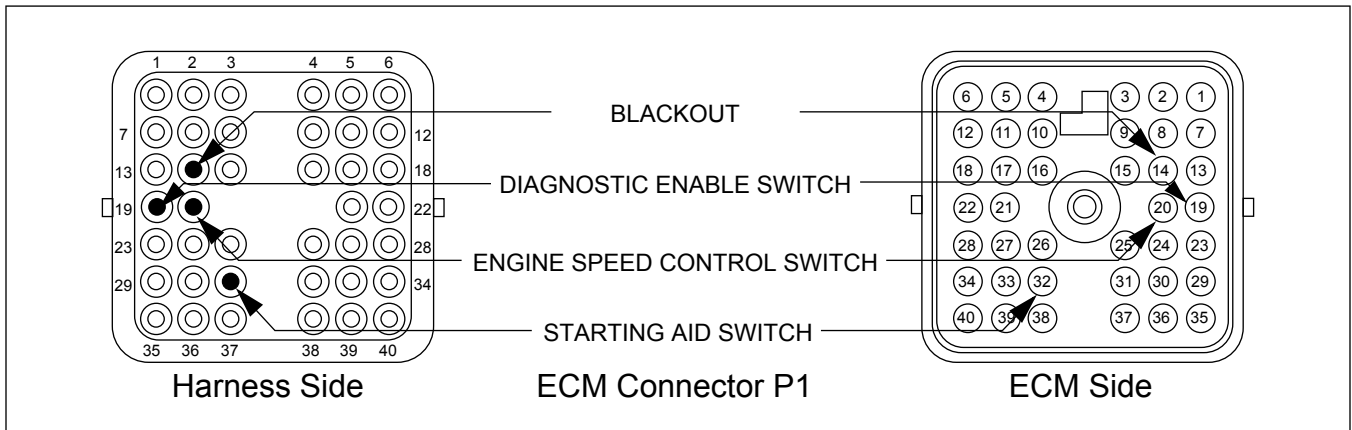 1 2 3 4 5 6
6 5 4 3 2 1
BLACKOUT
7 12
12 11 10 9 8 7
13 18
18 17 16 15 14 13
DIAGNOSTIC ENABLE SWITCH
19 22
22 21 20 19
23 28
28 27 26 25 24 23
ENGINE SPEED CONTROL SWITCH
29 34
34 33 32 31 30 29
STARTING AID SWITCH
40 39 38 37 36 35
35 36 37 38 39 40
Harness Side ECM Connector P1 ECM Side